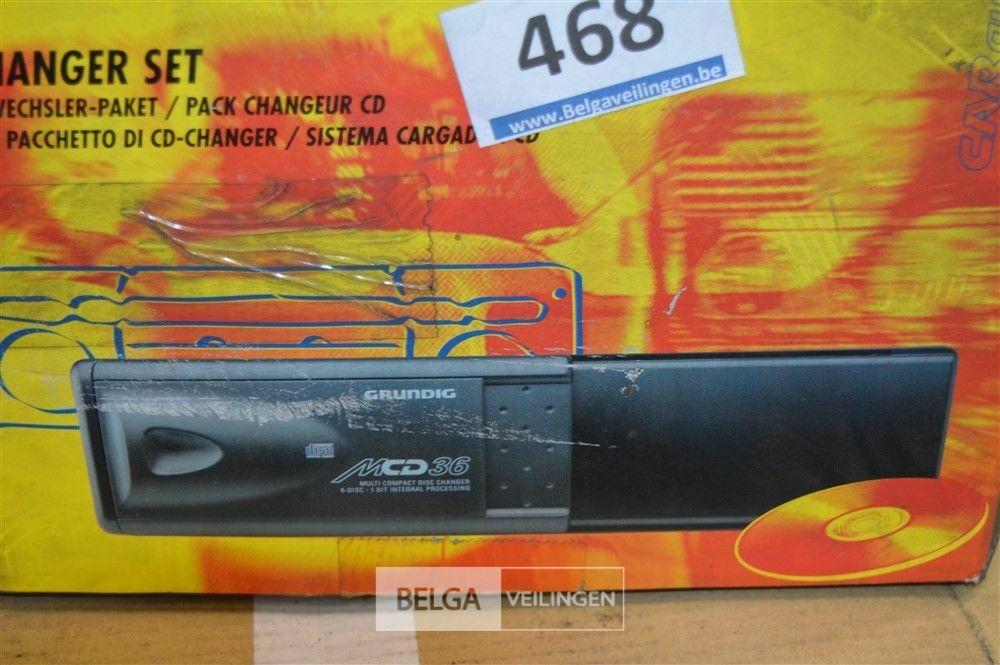 468
www.Belgaveilingen.be
HANGER SET
WECHSLER-PAKET / PACK CHANGEUR CD
PACCHETTO DI CD-CHANGER / SISTEMA CARGAD
GRUNDIG
disc
MCD36
MULTI COMPACT DISC CHANGER
6-DISC - 1 BIT INTEGRAL PROCESSING
BELGA VEILINGEN